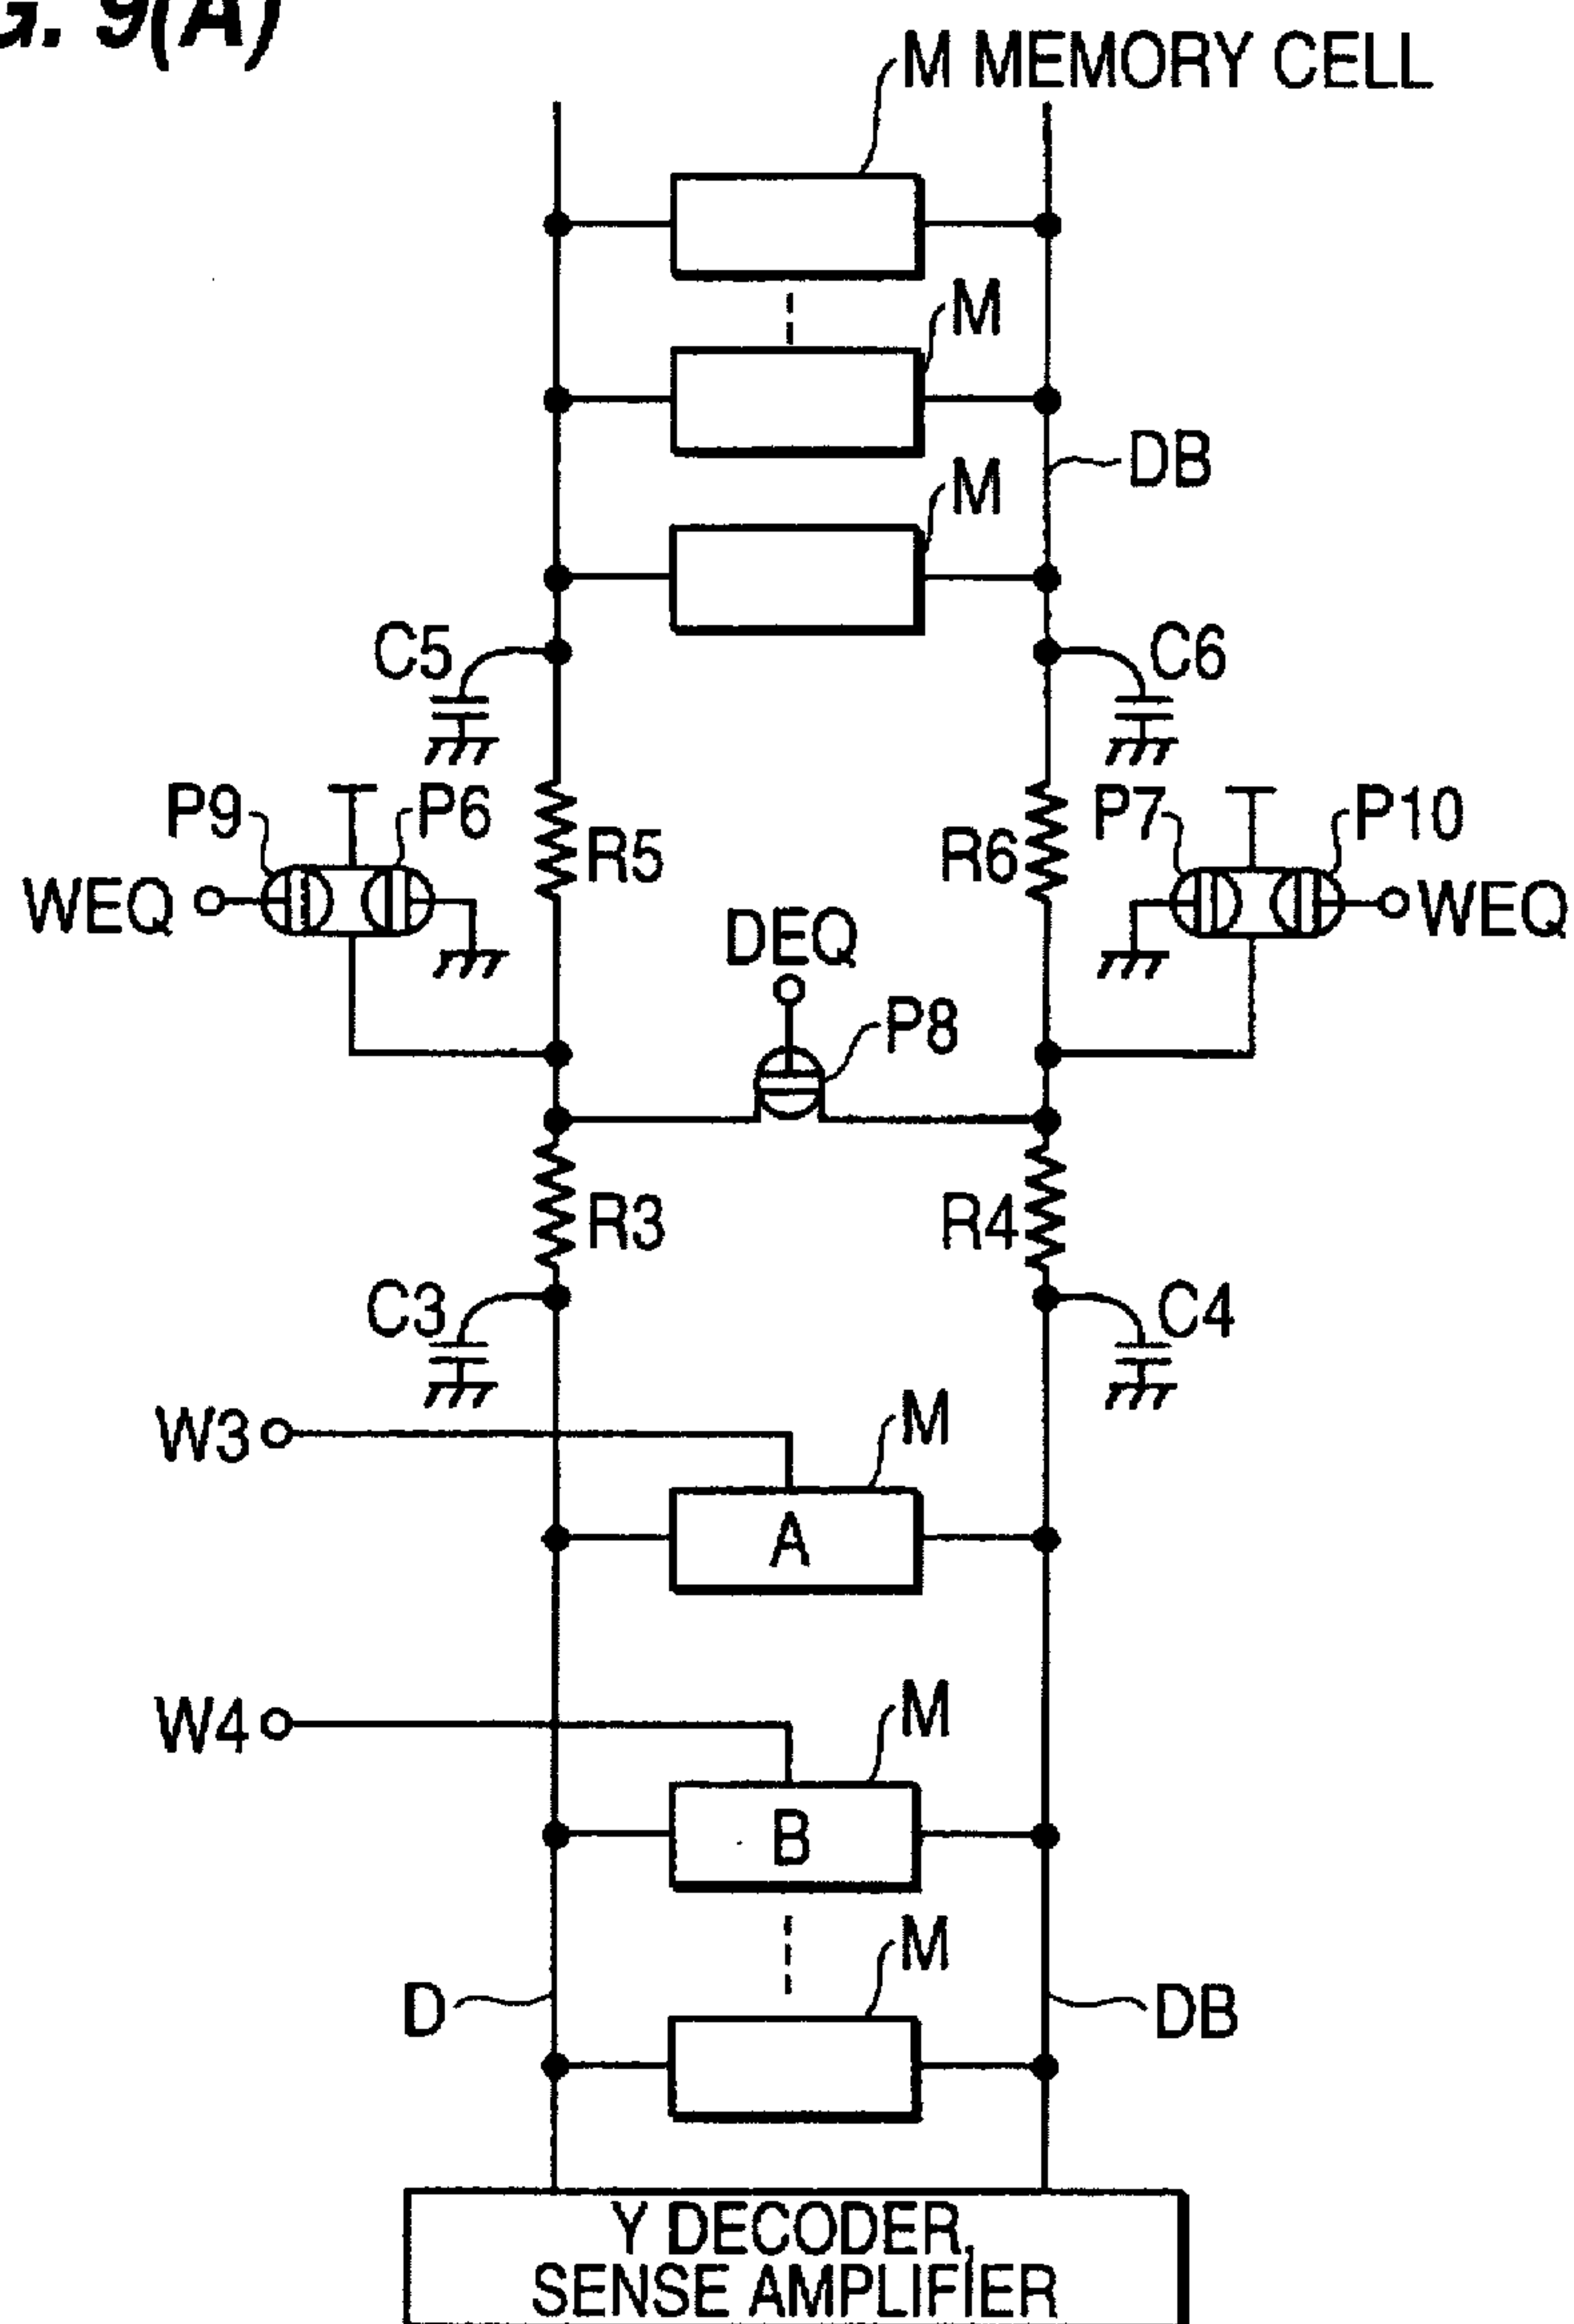 G. 9(A)
M MEMORY CELL
M
DB
M
C5
C6
P9
P6
R5
R6
P7
P10
WEQ
DEQ
WEQ
P8
R3
R4
C3
C4
W3
M
A
W4
M
B
M
D
DB
Y DECODER,
SENSE AMPLIFIER